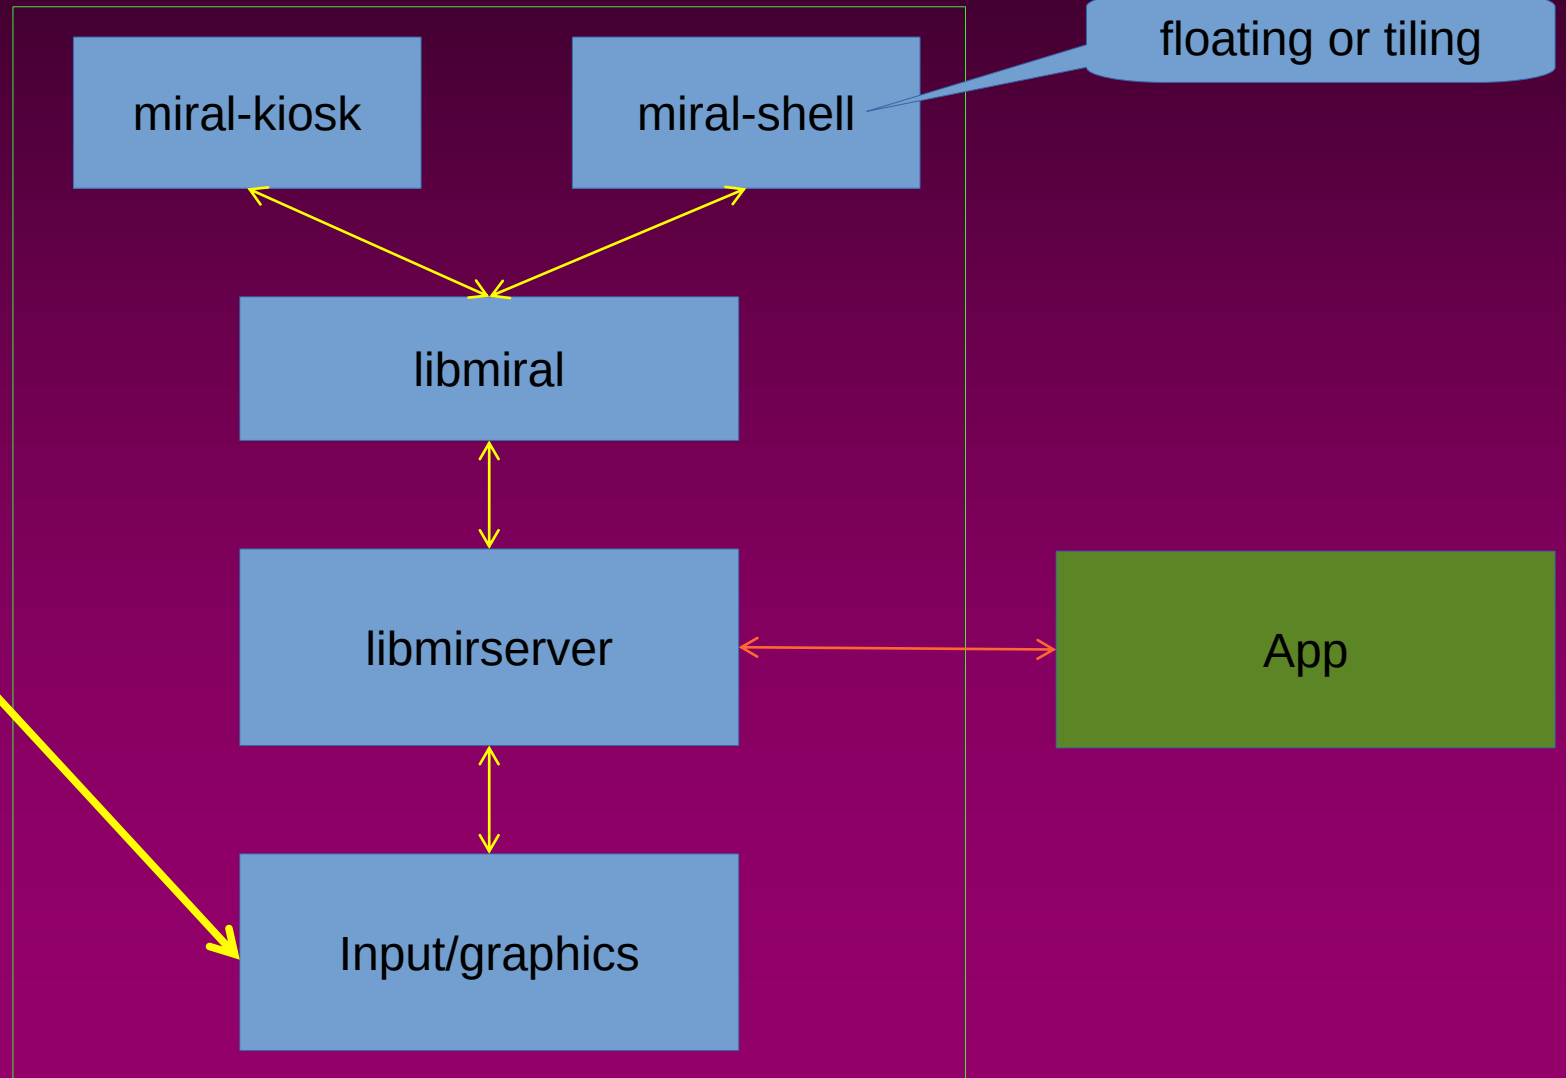 floating or tiling
miral-kiosk
miral-shell
libmiral
libmirserver
App
Input/graphics